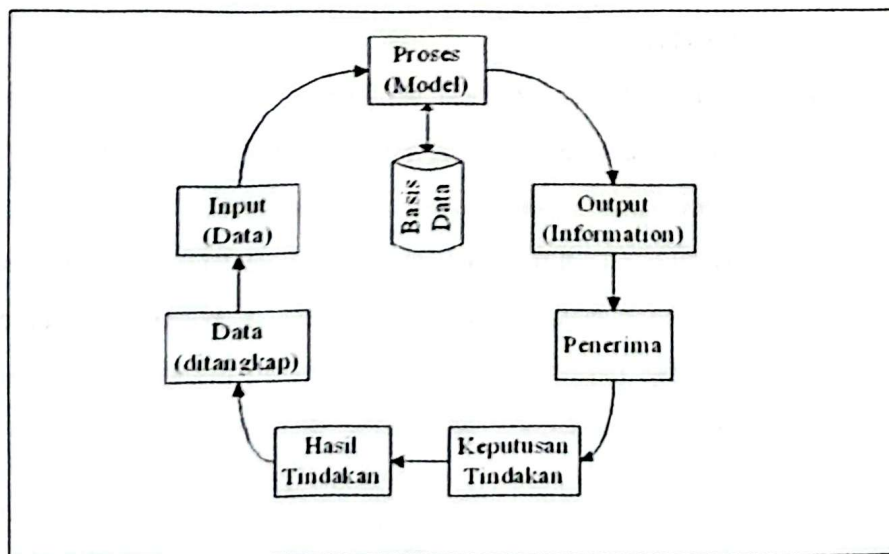 Proses
(Model)
Basis
Data
Input
(Data)
Output
(Information)
Data
(ditangkap)
Penerima
Hasil
Tindakan
Keputusan
Tindakan